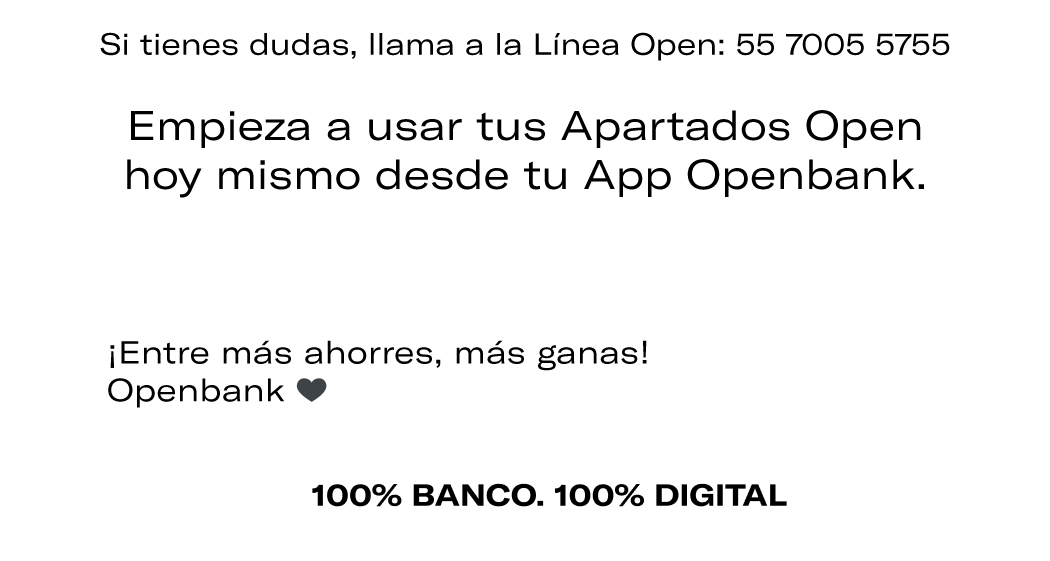 Si tienes dudas, llama a la Línea Open: 55 7005 5755
Empieza a usar tus Apartados Open
hoy mismo desde tu App Openbank.
¡Entre más ahorres, más ganas!
Openbank 🖤
100% BANCO. 100% DIGITAL